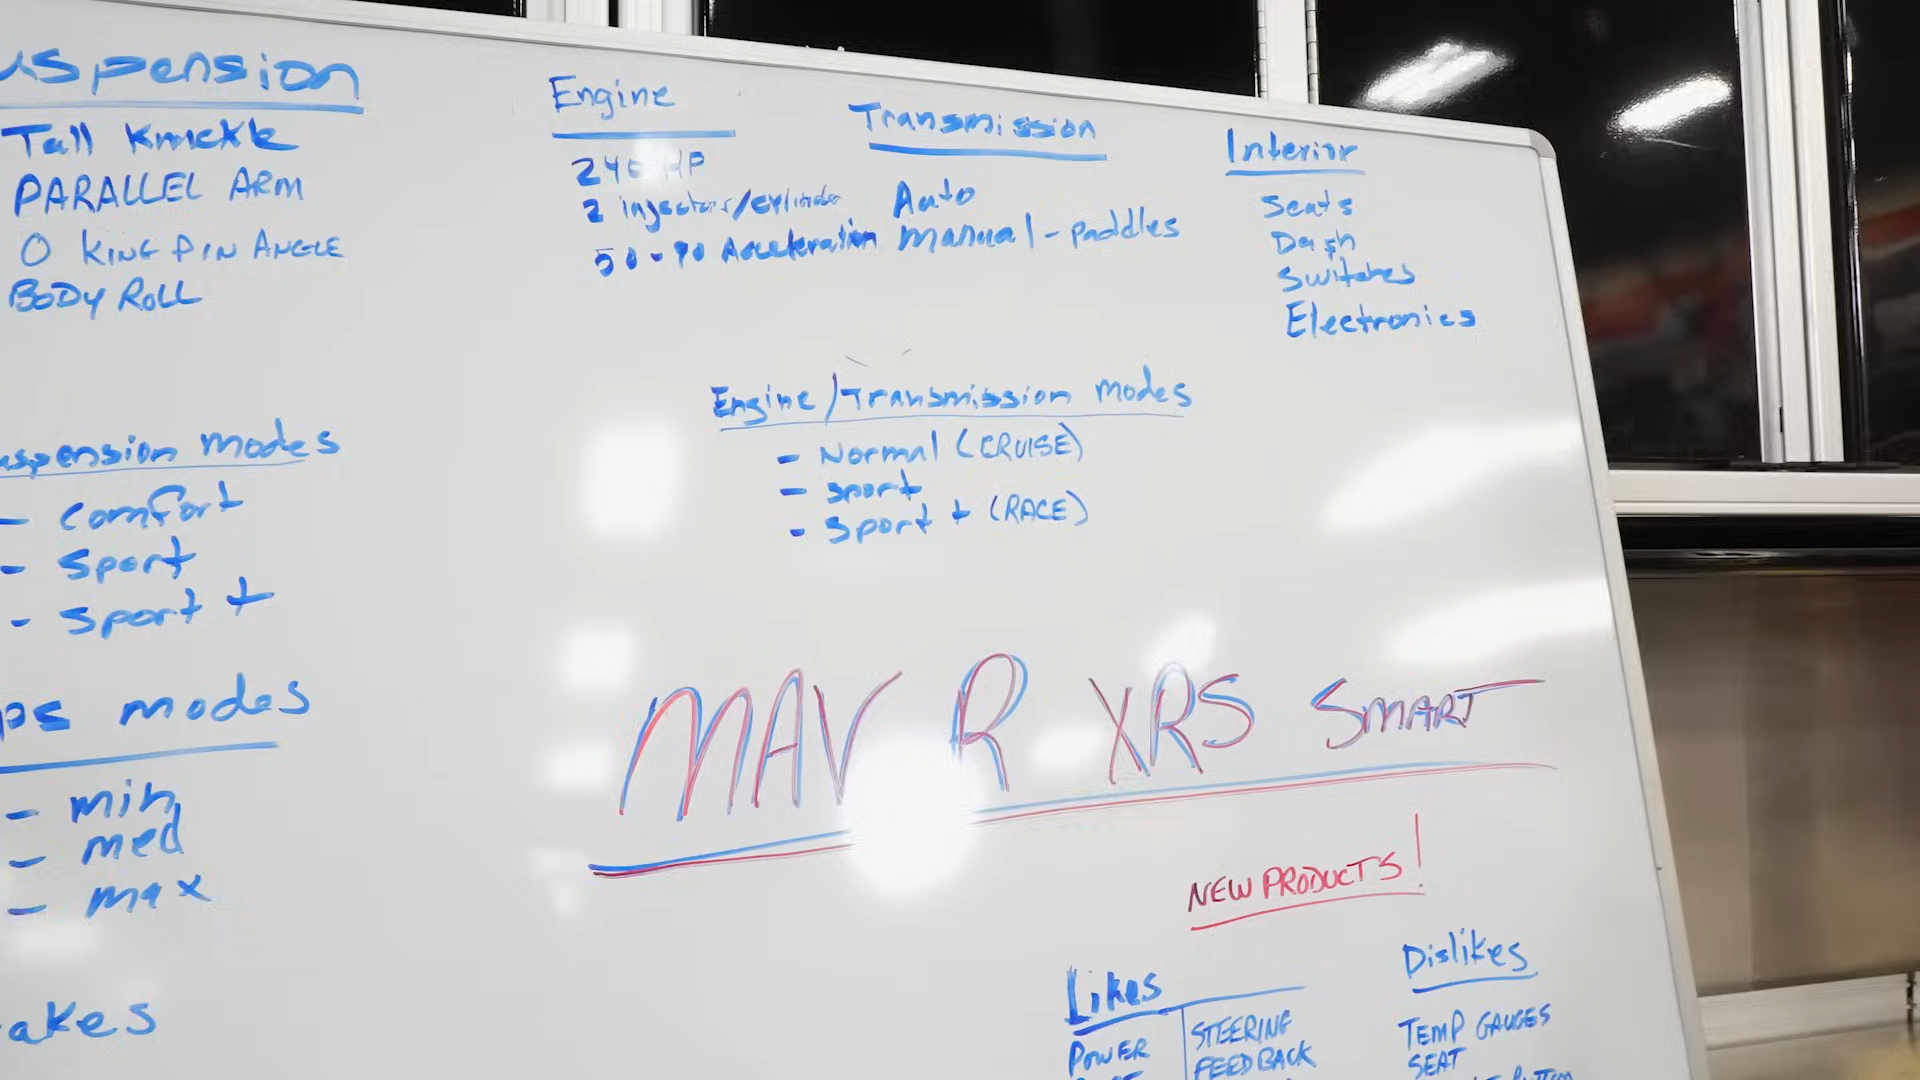 uspension
Tall Knuckle
PARALLEL ARM
O KING PIN ANGLE
BODY ROLL
uspension modes
- Comfort
- Sport
- Sport +
ps modes
- min
- med
- max
akes
Engine
240 HP
2 injectors/cylinder
50-90 Acceleration
Transmission
Auto
Manual - Paddles
Interior
Seats
Dash
Switches
Electronics
Engine/Transmission modes
- Normal (CRUISE)
- Sport
- Sport + (RACE)
MAV R XRS SMART
NEW PRODUCTS!
Likes
POWER
STEERING
FEEDBACK
Dislikes
TEMP GAUGES
SEAT